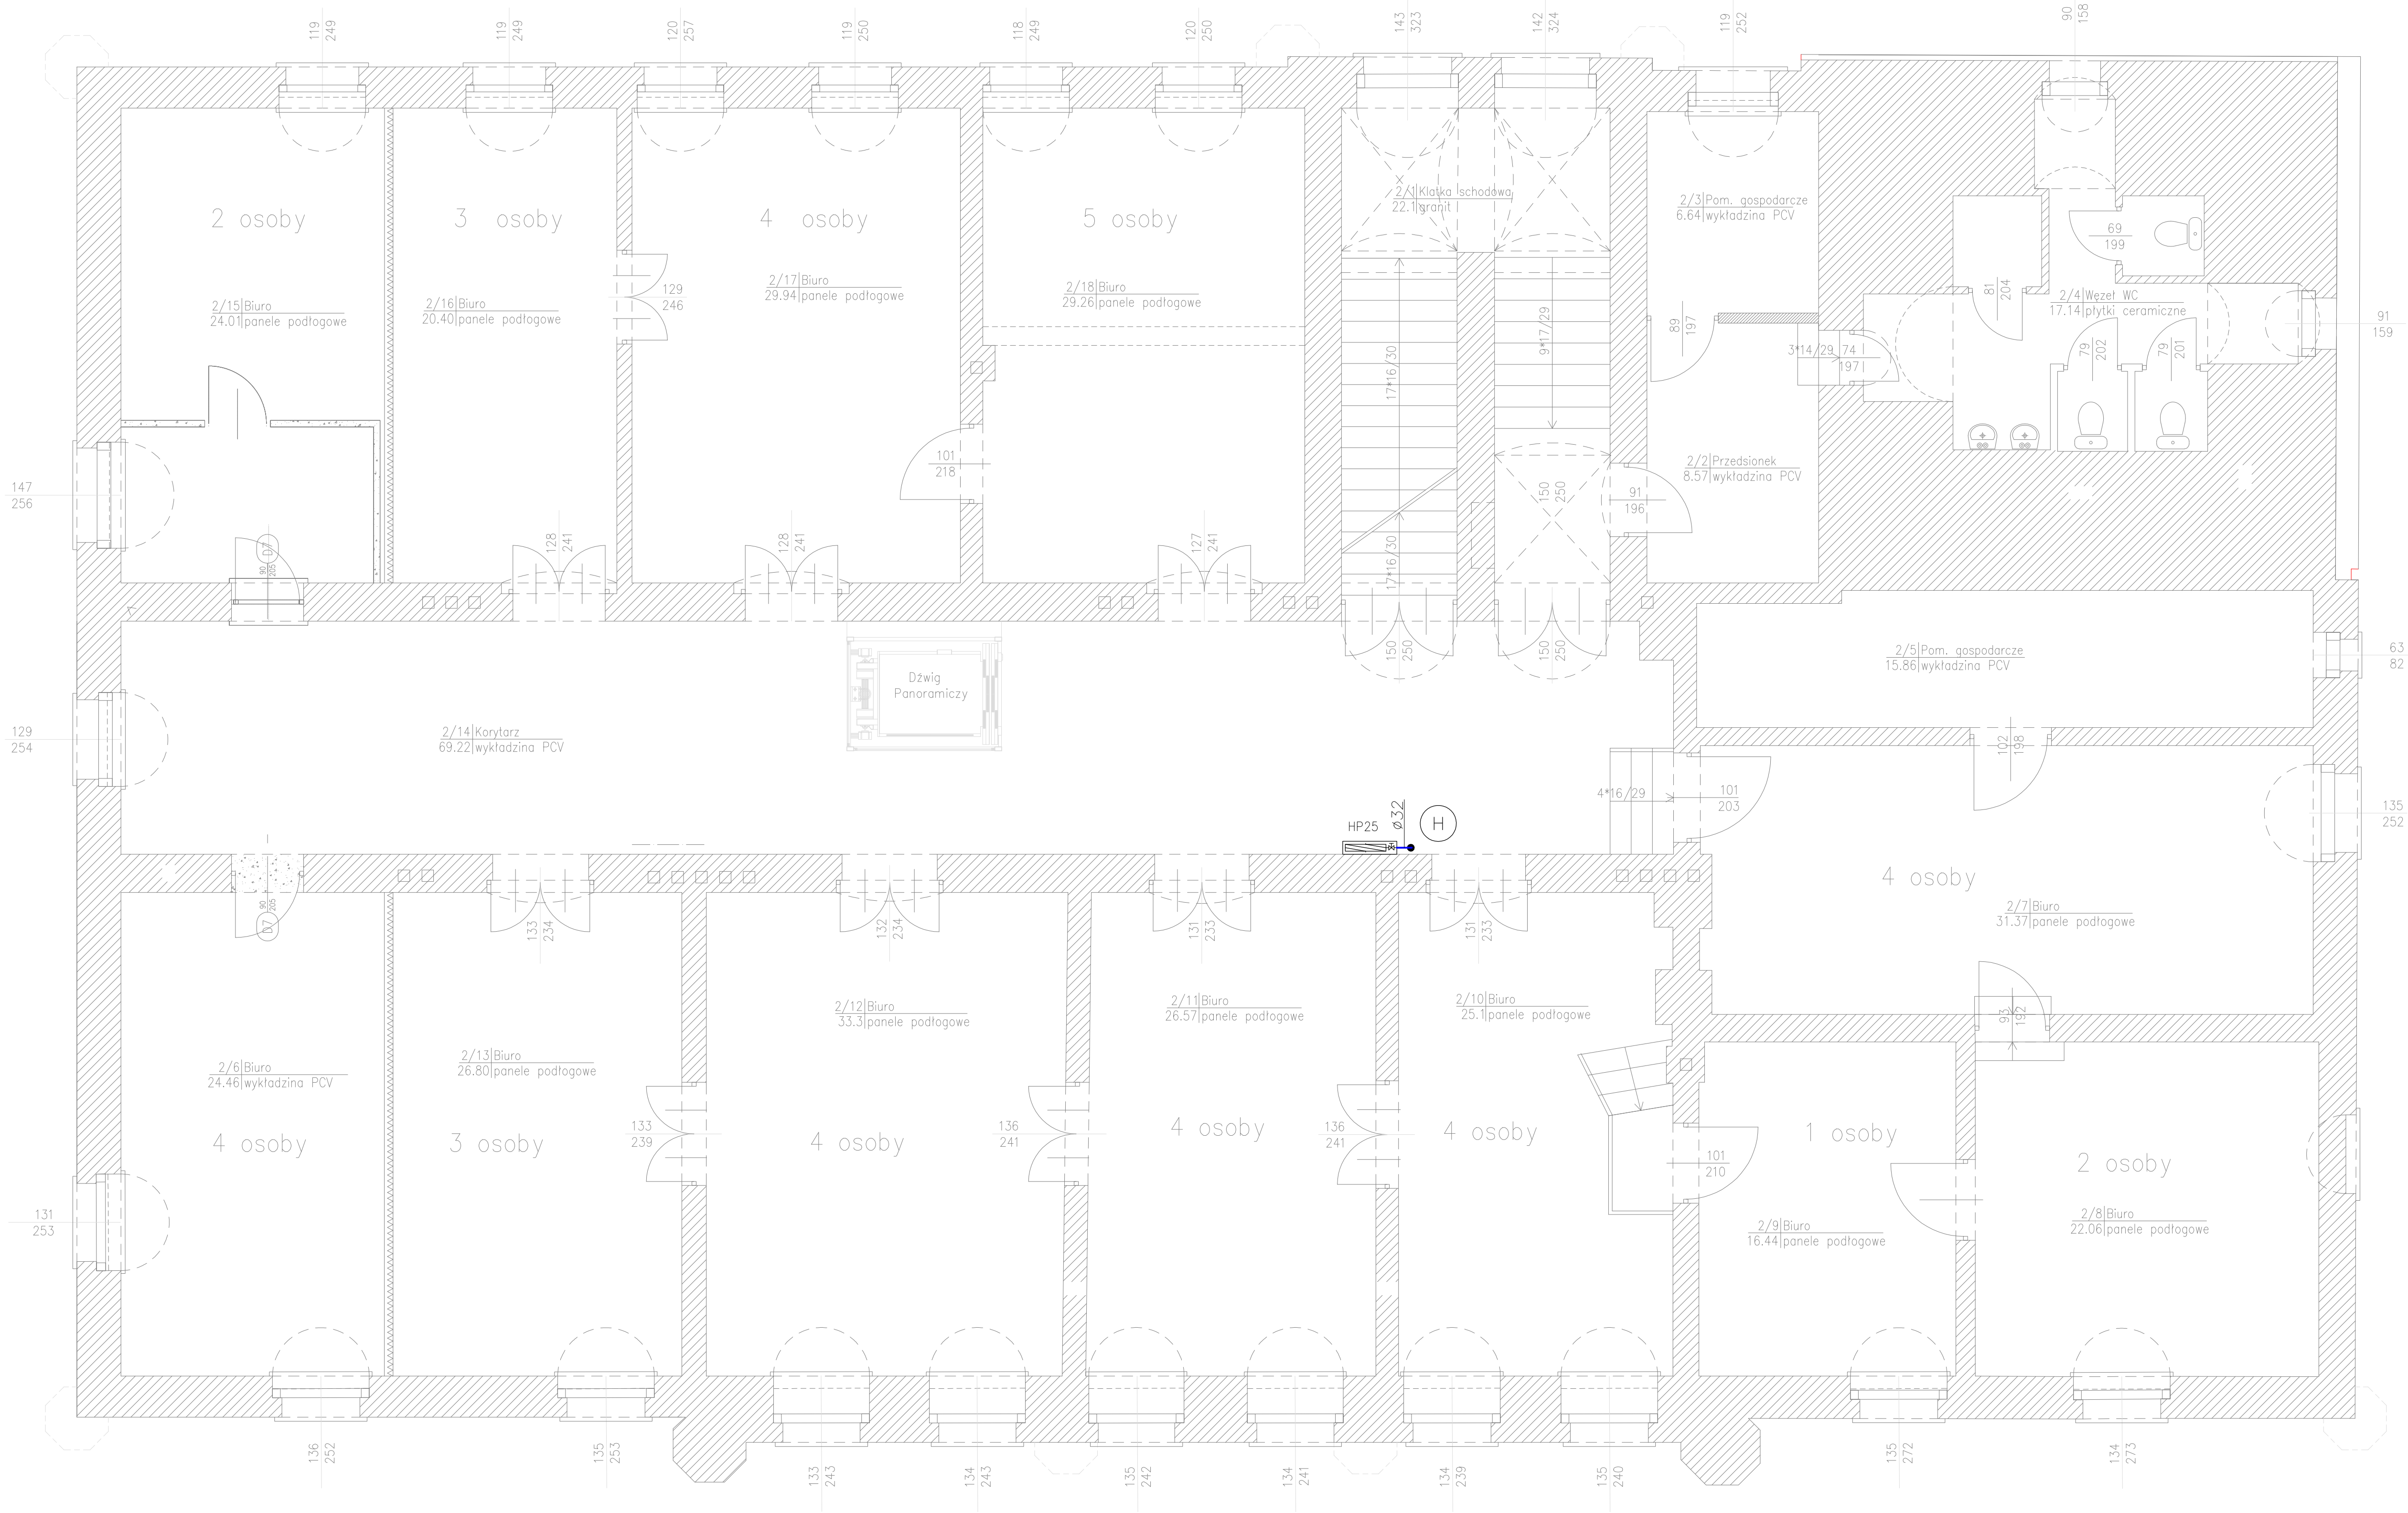 119
249
119
249
120
257
119
250
118
249
120
250
143
323
142
324
119
252
90
158
2 osoby
3 osoby
4 osoby
5 osoby
2/1 Klatka schodowa
22.1 granit
2/3 Pom. gospodarcze
6.64 wykładzina PCV
69
199
81
204
2/4 Węzeł WC
17.14 płytki ceramiczne
91
159
2/15 Biuro
24.01 panele podłogowe
2/16 Biuro
20.40 panele podłogowe
129
246
2/17 Biuro
29.94 panele podłogowe
2/18 Biuro
29.26 panele podłogowe
17*16/30
9*17/29
89
197
3*14/29
74
197
79
202
79
201
101
218
2/2 Przedsionek
8.57 wykładzina PCV
147
256
150
250
91
196
D7
90
205
128
241
128
241
127
241
17*16/30
150
250
150
250
2/5 Pom. gospodarcze
15.86 wykładzina PCV
63
82
Dźwig
Panoramiczy
129
254
2/14 Korytarz
69.22 wykładzina PCV
102
198
4*16/29
101
203
135
252
HP25
ø32
H
4 osoby
2/7 Biuro
31.37 panele podłogowe
D7
90
205
133
234
132
234
131
233
131
233
2/12 Biuro
33.3 panele podłogowe
2/11 Biuro
26.57 panele podłogowe
2/10 Biuro
25.1 panele podłogowe
93
192
2/6 Biuro
24.46 wykładzina PCV
2/13 Biuro
26.80 panele podłogowe
4 osoby
3 osoby
133
239
4 osoby
136
241
4 osoby
136
241
4 osoby
101
210
1 osoby
2 osoby
2/9 Biuro
16.44 panele podłogowe
2/8 Biuro
22.06 panele podłogowe
131
253
136
252
135
253
133
243
134
243
135
242
134
241
134
239
135
240
135
272
134
273